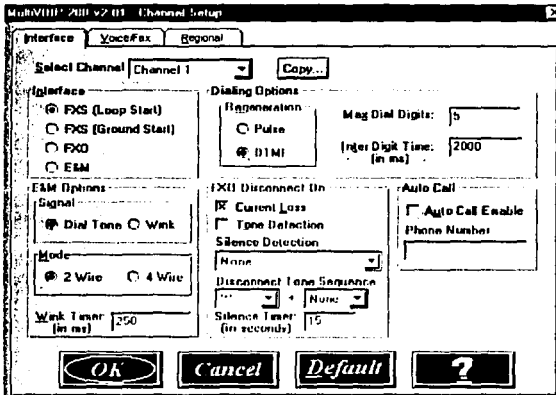 MultiVOIP 200 v2.01 - Channel Setup
Interface Voice/Fax Regional
Select Channel Channel 1 Copy...
Interface
FXS (Loop Start)
FXS (Ground Start)
FXO
E&M
Dialing Options
Regeneration
Pulse
DTMF
Max Dial Digits: 5
Inter Digit Time: 2000
(in ms)
E&M Options
Signal
Dial Tone Wink
Mode
2 Wire 4 Wire
Wink Timer 250
(in ms)
FXO Disconnect On
Current Loss
Tone Detection
Silence Detection
None
Disconnect Tone Sequence
+ None
Silence Timer 15
(in seconds)
Auto Call
Auto Call Enable
Phone Number
OK Cancel Default ?